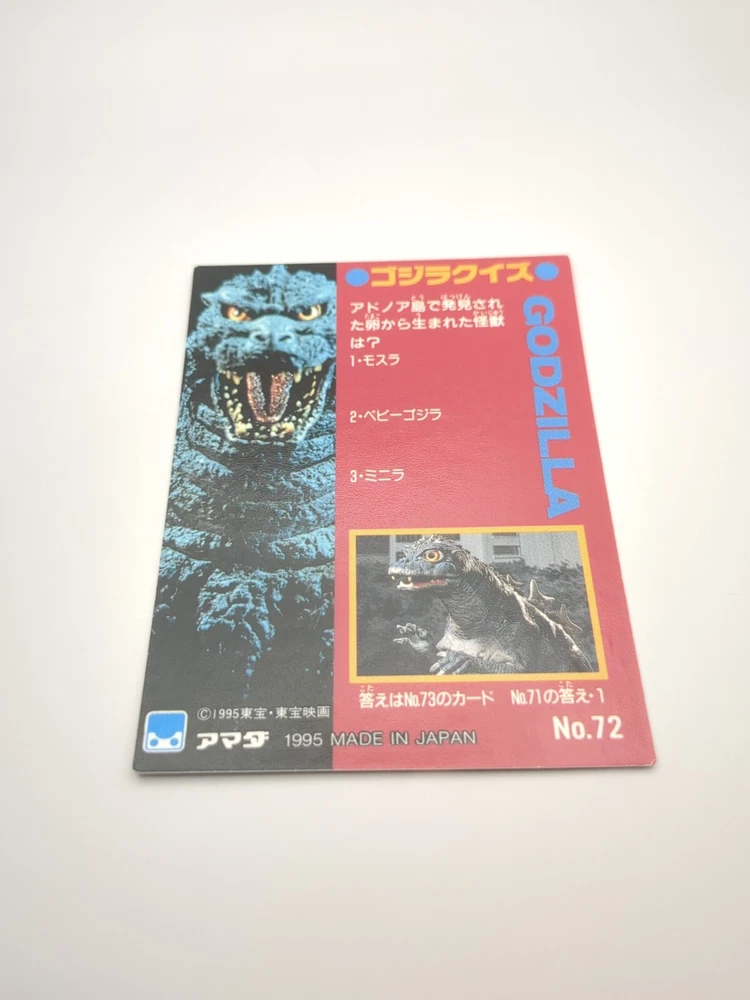 ●ゴジラクイズ●
アドノア島で発見され
た卵から生まれた怪獣
は？
1・モスラ
2・ベビーゴジラ
3・ミニラ
GODZILLA
答えはNo.73のカード No.71の答え・1
©1995東宝・東宝映画
アマダ 1995 MADE IN JAPAN
No.72